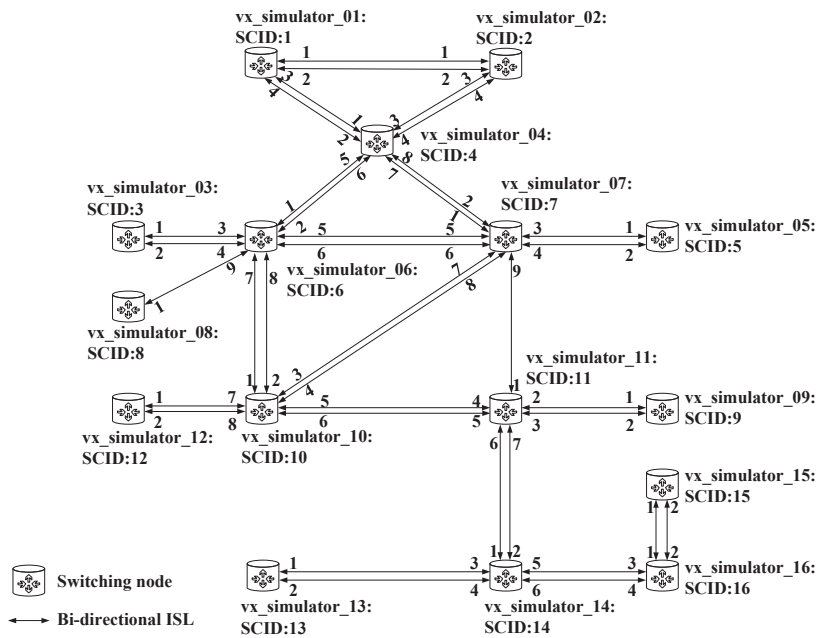 vx_simulator_01:
SCID:1
vx_simulator_02:
SCID:2
1 1
2 2
3 3
4 4
1 3
2 4
vx_simulator_04:
SCID:4
5 8
6 7
vx_simulator_03:
SCID:3
vx_simulator_07:
SCID:7
1 2
2 1
vx_simulator_05:
SCID:5
1 3 5 5 3 1
2 4 6 6 4 2
9 7 9
7 8 8
vx_simulator_06:
SCID:6
1
vx_simulator_08:
SCID:8
vx_simulator_11:
SCID:11
1 2 3 1
4
1 7 5 4 2 1
2 8 6 5 3 2
vx_simulator_09:
SCID:9
vx_simulator_12:
SCID:12
vx_simulator_10:
SCID:10
6 7
vx_simulator_15:
SCID:15
1 2
1 2 1 2
1 3 5 3
2 4 6 4
vx_simulator_16:
SCID:16
Switching node
Bi-directional ISL
vx_simulator_13:
SCID:13
vx_simulator_14:
SCID:14